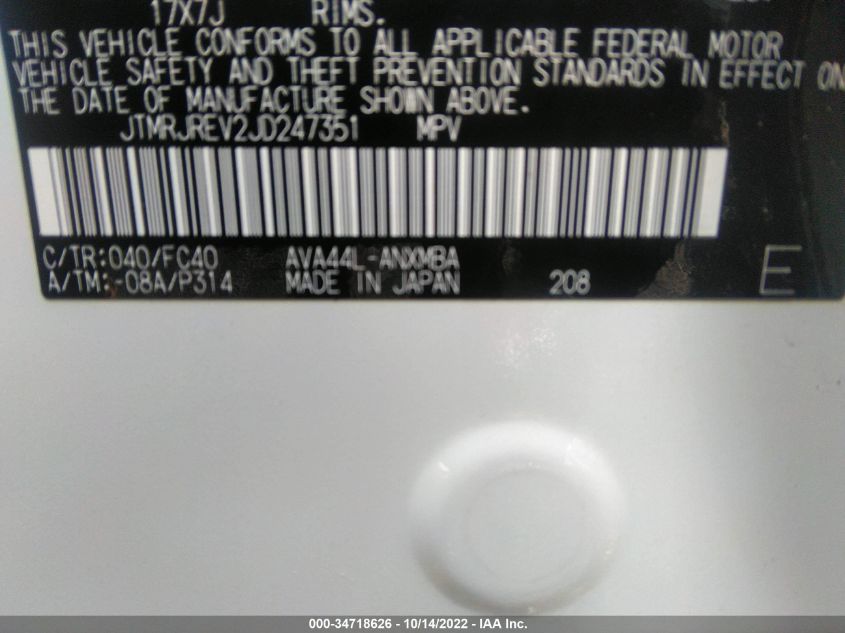 17X7J RIMS.
THIS VEHICLE CONFORMS TO ALL APPLICABLE FEDERAL MOTOR
VEHICLE SAFETY AND THEFT PREVENTION STANDARDS IN EFFECT ON
THE DATE OF MANUFACTURE SHOWN ABOVE.
JTMRJREV2JD247351 MPV
C/TR:040/FC40 AVA44L-ANXMBA
A/TM:-08A/P314 MADE IN JAPAN 208 E
000-34718626 - 10/14/2022 - IAA Inc.